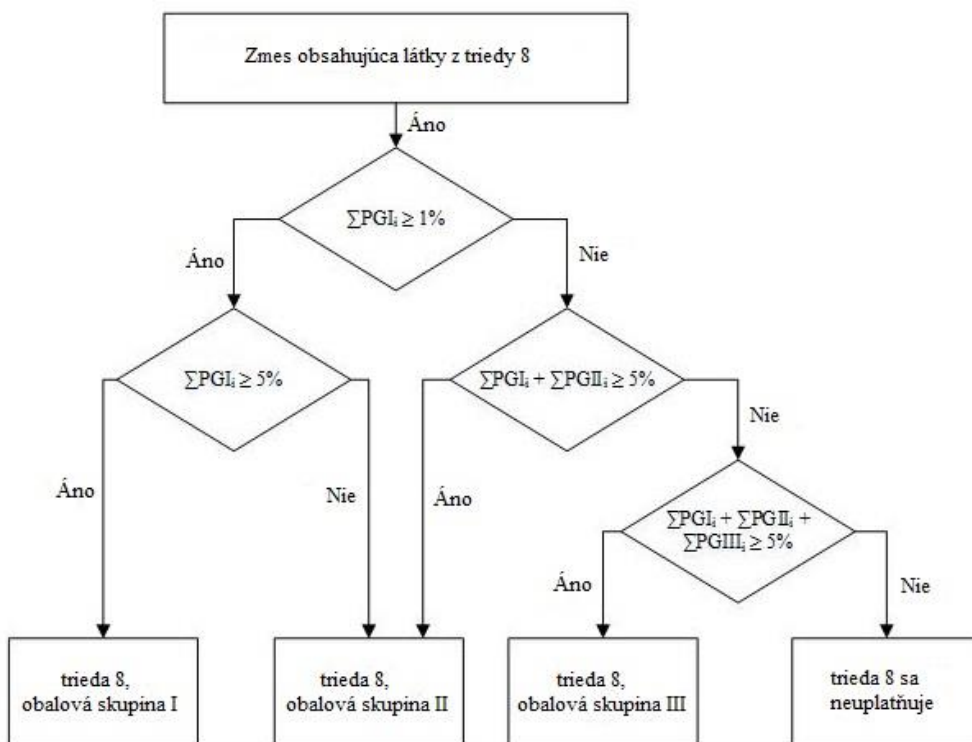 Zmes obsahujúca látky z triedy 8
Áno
∑PGIᵢ ≥ 1%
Áno
Nie
∑PGIᵢ ≥ 5%
∑PGIᵢ + ∑PGIIᵢ ≥ 5%
Áno
Nie
Áno
Nie
∑PGIᵢ + ∑PGIIᵢ +
∑PGIIIᵢ ≥ 5%
Áno
Nie
trieda 8,
obalová skupina I
trieda 8,
obalová skupina II
trieda 8,
obalová skupina III
trieda 8 sa
neuplatňuje